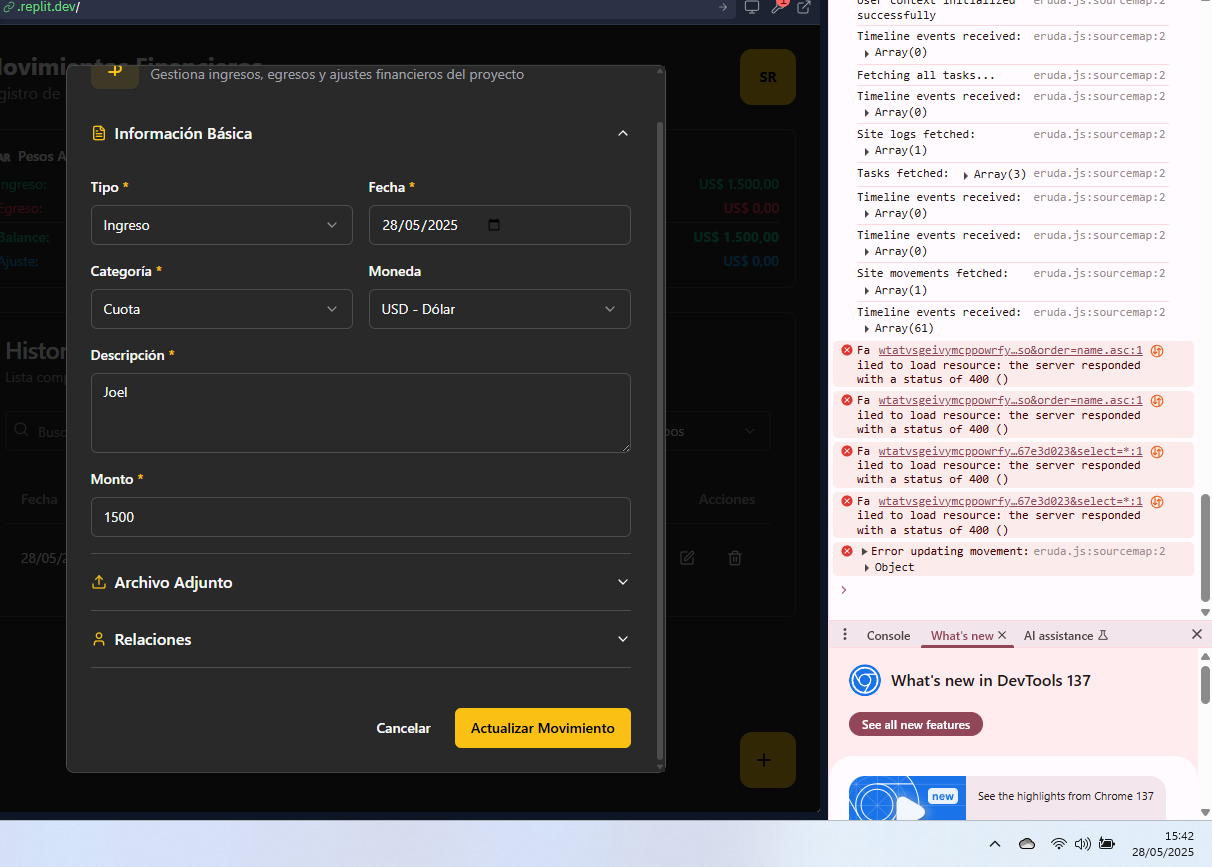 .replit.dev/
Movimientos Financieros
Gestiona ingresos, egresos y ajustes financieros del proyecto
gistro de
SR
Información Básica
AR Pesos A
ngreso:
US$ 1.500,00
Egreso:
US$ 0,00
Balance:
US$ 1.500,00
Ajuste:
US$ 0,00
Tipo *
Fecha *
Ingreso
28/05/2025
Categoría *
Moneda
Cuota
USD - Dólar
Descripción *
Joel
Histor
Lista comp
Busc
pos
Monto *
1500
Fecha
Acciones
28/05/2
Archivo Adjunto
Relaciones
Cancelar
Actualizar Movimiento
+
User context initialized eruda.js:sourcemap:2
successfully
Timeline events received: eruda.js:sourcemap:2
Array(0)
Fetching all tasks... eruda.js:sourcemap:2
Timeline events received: eruda.js:sourcemap:2
Array(0)
Site logs fetched: eruda.js:sourcemap:2
Array(1)
Tasks fetched: Array(3) eruda.js:sourcemap:2
Timeline events received: eruda.js:sourcemap:2
Array(0)
Timeline events received: eruda.js:sourcemap:2
Array(0)
Site movements fetched: eruda.js:sourcemap:2
Array(1)
Timeline events received: eruda.js:sourcemap:2
Array(61)
Fa wtatvsgeivymcppowrfy…so&order=name.asc:1
iled to load resource: the server responded
with a status of 400 ()
Fa wtatvsgeivymcppowrfy…so&order=name.asc:1
iled to load resource: the server responded
with a status of 400 ()
Fa wtatvsgeivymcppowrfy…67e3d023&select=*:1
iled to load resource: the server responded
with a status of 400 ()
Fa wtatvsgeivymcppowrfy…67e3d023&select=*:1
iled to load resource: the server responded
with a status of 400 ()
Error updating movement: eruda.js:sourcemap:2
Object
Console What's new AI assistance
What's new in DevTools 137
See all new features
new
See the highlights from Chrome 137
15:42
28/05/2025